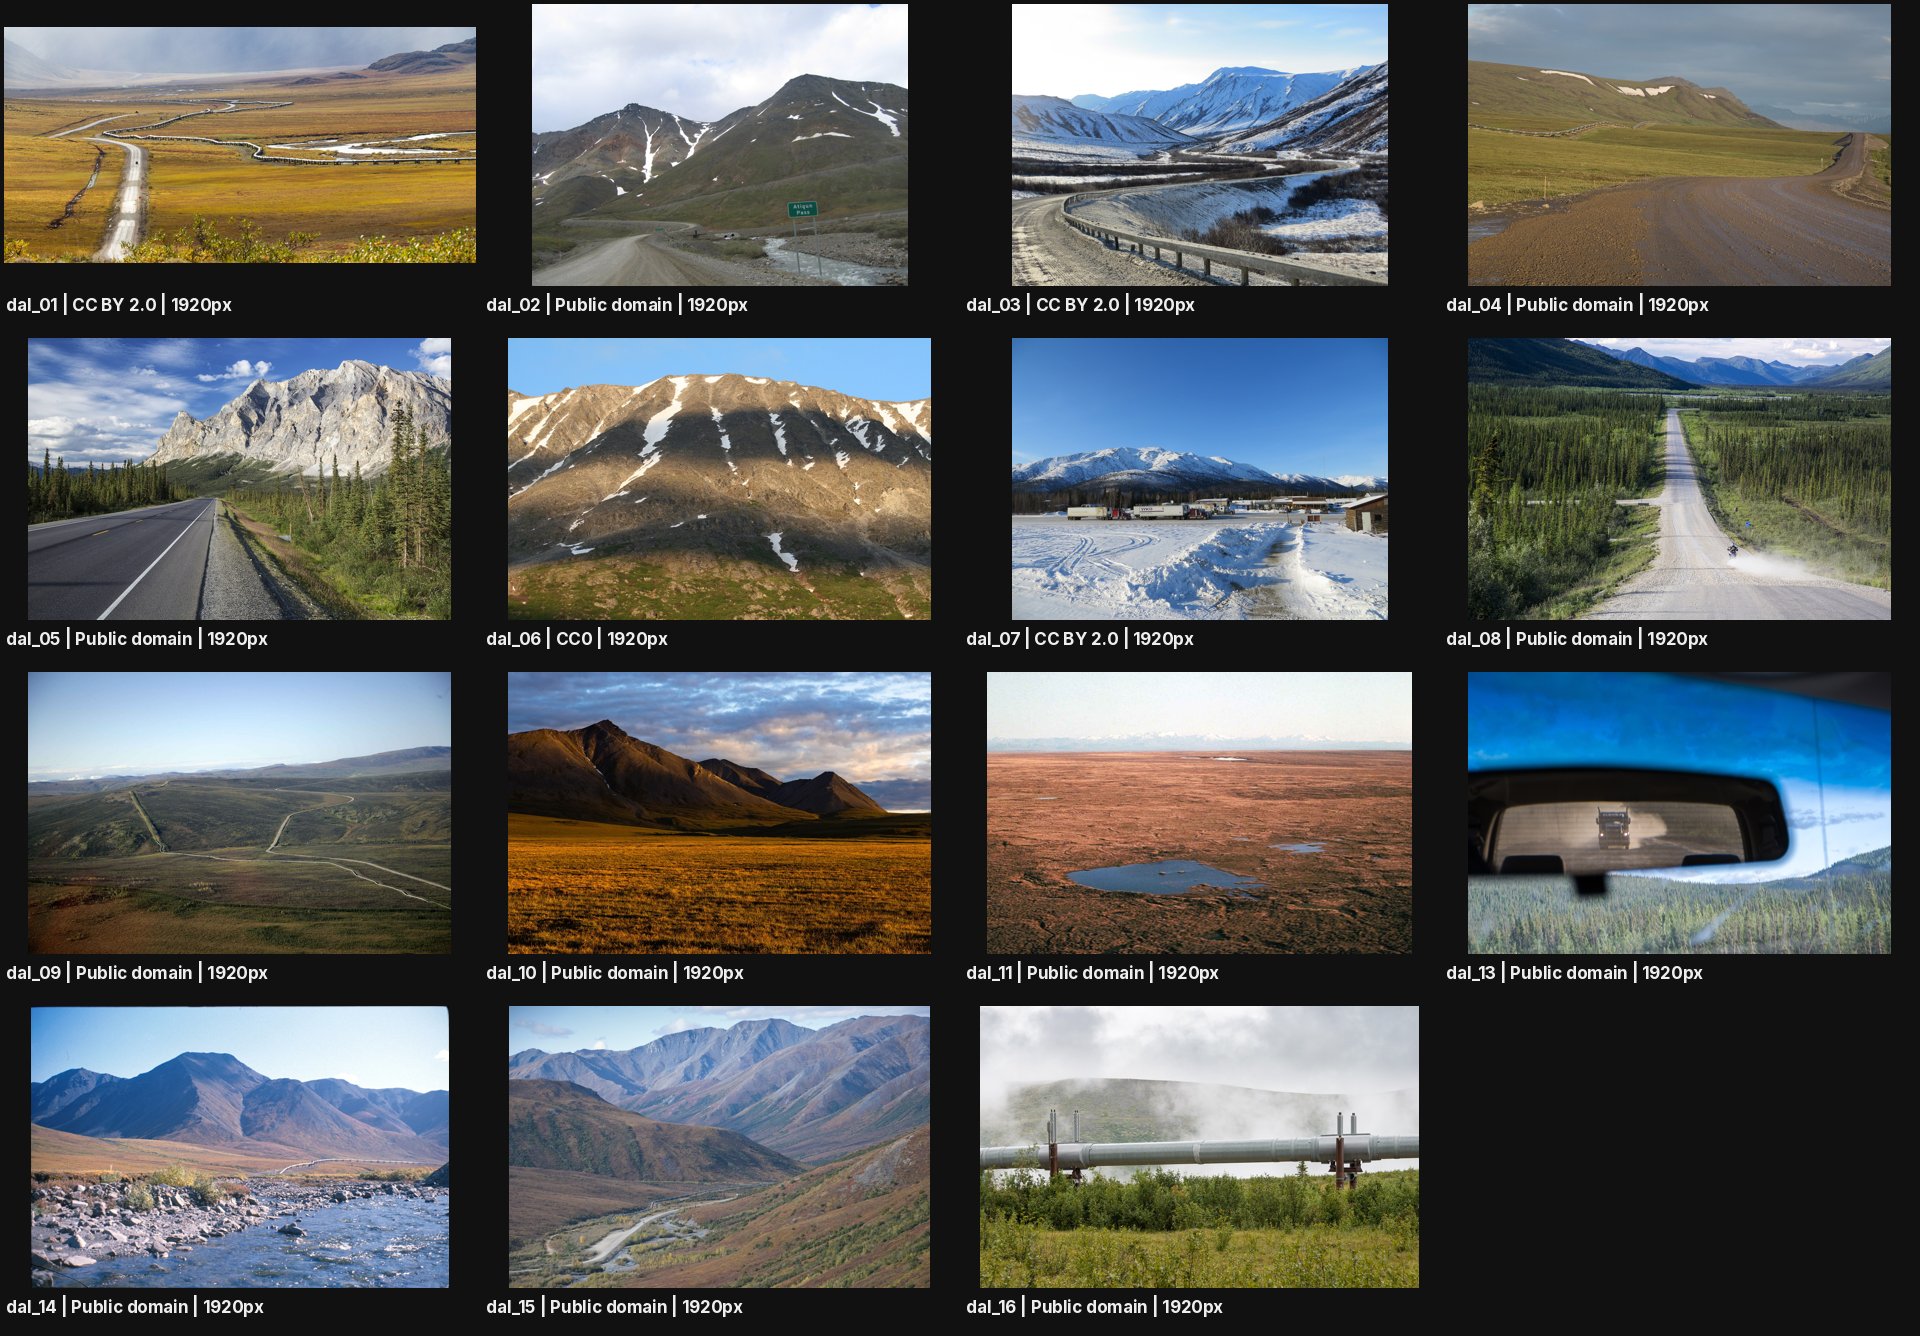 Atigun
Pass
dal_01 | CC BY 2.0 | 1920px
dal_02 | Public domain | 1920px
dal_03 | CC BY 2.0 | 1920px
dal_04 | Public domain | 1920px
dal_05 | Public domain | 1920px
dal_06 | CC0 | 1920px
dal_07 | CC BY 2.0 | 1920px
dal_08 | Public domain | 1920px
dal_09 | Public domain | 1920px
dal_10 | Public domain | 1920px
dal_11 | Public domain | 1920px
dal_13 | Public domain | 1920px
dal_14 | Public domain | 1920px
dal_15 | Public domain | 1920px
dal_16 | Public domain | 1920px